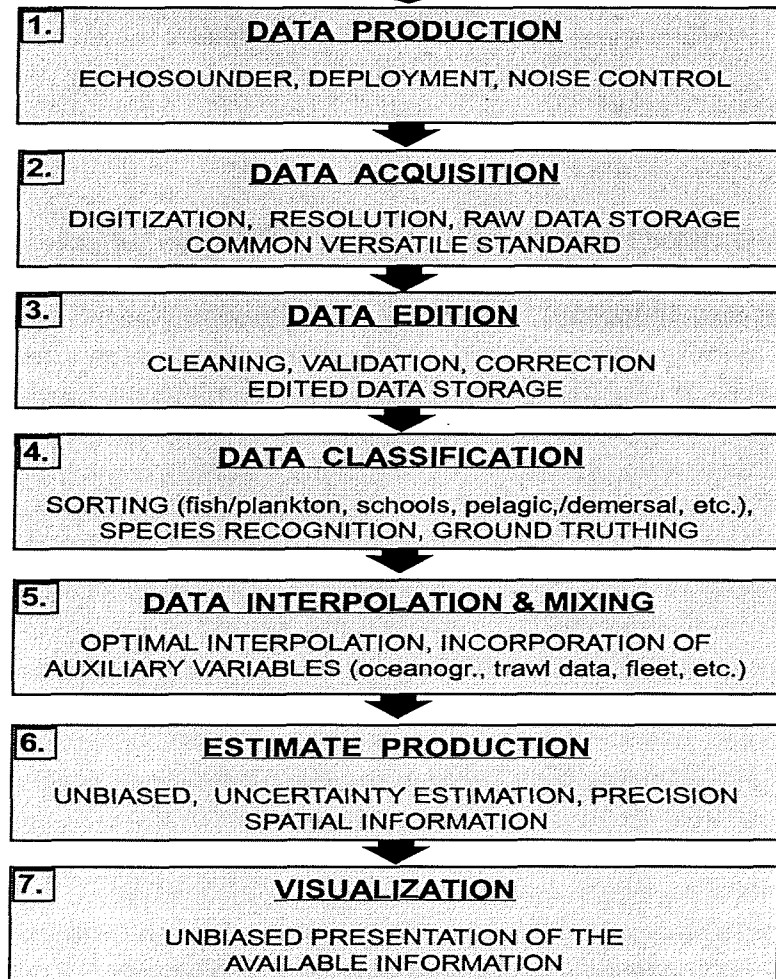 1.
DATA PRODUCTION
ECHOSOUNDER, DEPLOYMENT, NOISE CONTROL
2.
DATA ACQUISITION
DIGITIZATION, RESOLUTION, RAW DATA STORAGE
COMMON VERSATILE STANDARD
3.
DATA EDITION
CLEANING, VALIDATION, CORRECTION
EDITED DATA STORAGE
4.
DATA CLASSIFICATION
SORTING (fish/plankton, schools, pelagic,/demersal, etc.),
SPECIES RECOGNITION, GROUND TRUTHING
5.
DATA INTERPOLATION & MIXING
OPTIMAL INTERPOLATION, INCORPORATION OF
AUXILIARY VARIABLES (oceanogr., trawl data, fleet, etc.)
6.
ESTIMATE PRODUCTION
UNBIASED, UNCERTAINTY ESTIMATION, PRECISION
SPATIAL INFORMATION
7.
VISUALIZATION
UNBIASED PRESENTATION OF THE
AVAILABLE INFORMATION